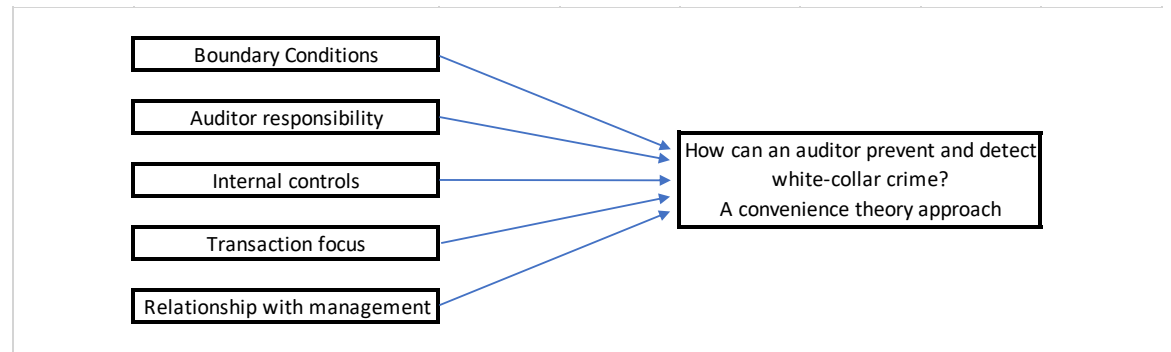 Boundary Conditions
Auditor responsibility
Internal controls
Transaction focus
Relationship with management
How can an auditor prevent and detect
white-collar crime?
A convenience theory approach